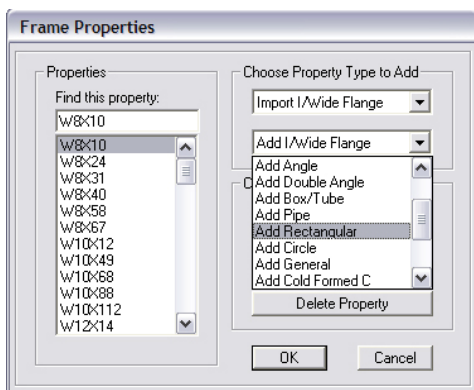 Frame Properties
Properties
Find this property:
W8X10
W8X10
W8X24
W8X31
W8X40
W8X58
W8X67
W10X12
W10X49
W10X68
W10X88
W10X112
W12X14
Choose Property Type to Add
Import I/Wide Flange
Add I/Wide Flange
Add Angle
Add Double Angle
Add Box/Tube
Add Pipe
Add Rectangular
Add Circle
Add General
Add Cold Formed C
Delete Property
OK
Cancel